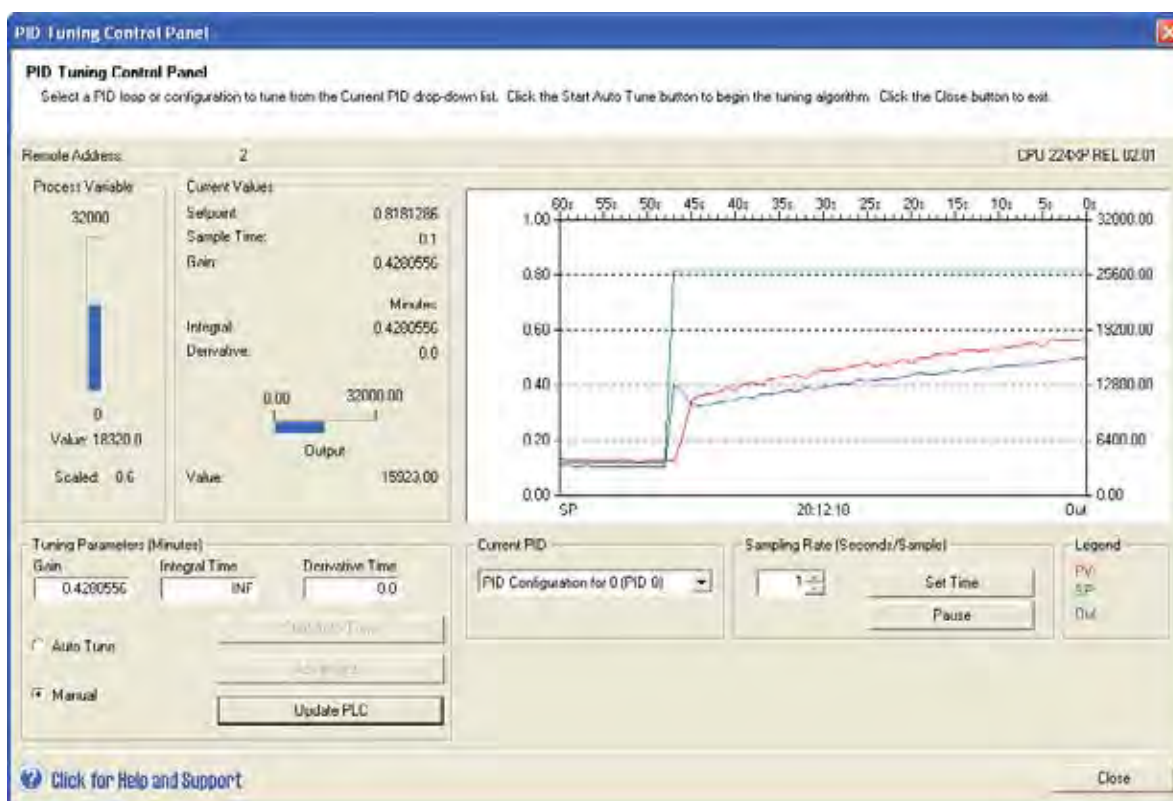 PID Tuning Control Panel
PID Tuning Control Panel
Select a PID loop or configuration to tune from the Current PID drop-down list. Click the Start Auto Tune button to begin the tuning algorithm. Click the Close button to exit.
Remote Address: 2 CPU 224XP REL 02.01
Process Variable
32000
0
Value: 18320.0
Scaled: 0.6
Current Values
Setpoint: 0.8181286
Sample Time: 0.1
Gain: 0.4280556
Minutes
Integral: 0.4280556
Derivative: 0.0
0.00 32000.00
Output
Value: 15923.00
60s 55s 50s 45s 40s 35s 30s 25s 20s 15s 10s 5s 0s
1.00 32000.00
0.80 25600.00
0.60 19200.00
0.40 12800.00
0.20 6400.00
0.00 0.00
SP 20:12:18 Out
Tuning Parameters (Minutes)
Gain Integral Time Derivative Time
0.4280556 INF 0.0
Auto Tune
Start Auto Tune
Advanced
Manual
Update PLC
Current PID
PID Configuration for 0 (PID 0)
Sampling Rate (Seconds/Sample)
1 Set Time
Pause
Legend
PV
SP
Out
Click for Help and Support
Close